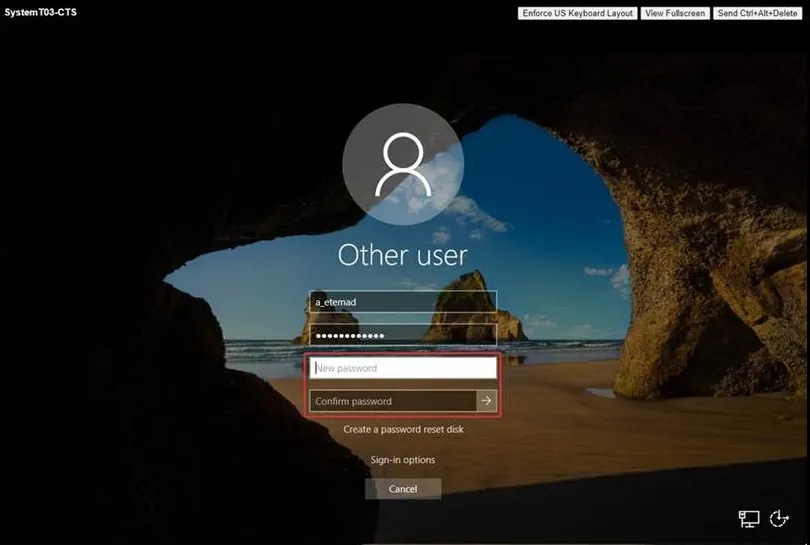 SystemT03-CTS
Enforce US Keyboard Layout
View Fullscreen
Send Ctrl+Alt+Delete
Other user
a_etemad
New password
Confirm password
Create a password reset disk
Sign-in options
Cancel